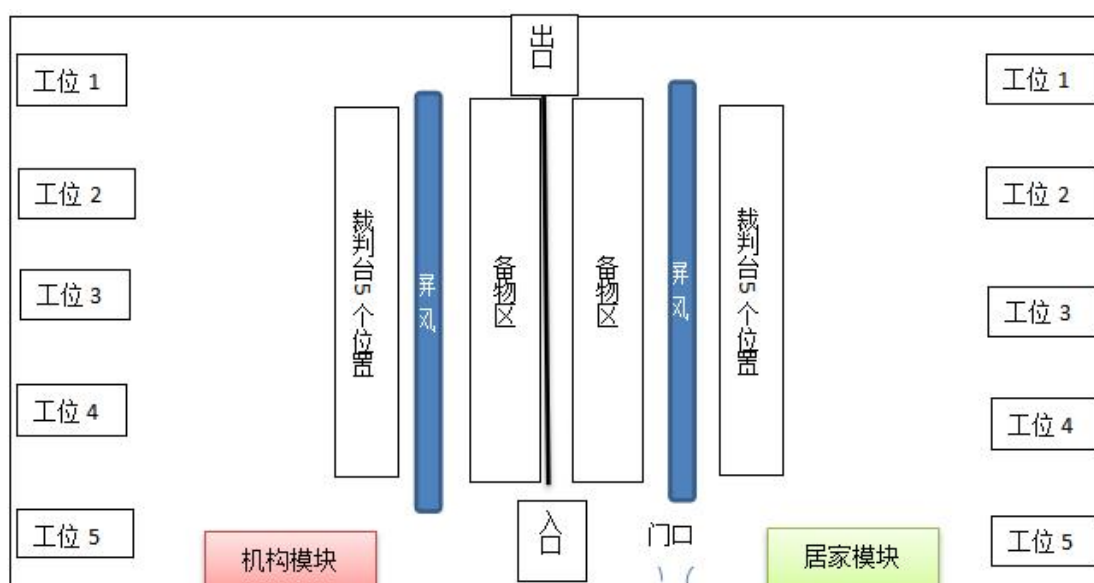 出口
工位 1
工位 1
工位 2
工位 2
裁判台5个位置
屏风
备物区
备物区
屏风
裁判台5个位置
工位 3
工位 3
工位 4
工位 4
工位 5
入口
门口
工位 5
机构模块
居家模块